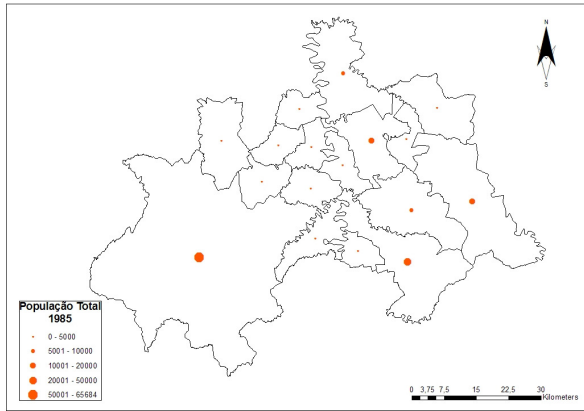 N
S
População Total
1985
0 - 5000
5001 - 10000
10001 - 20000
20001 - 50000
50001 - 65684
0 3,75 7,5 15 22,5 30
Kilometers